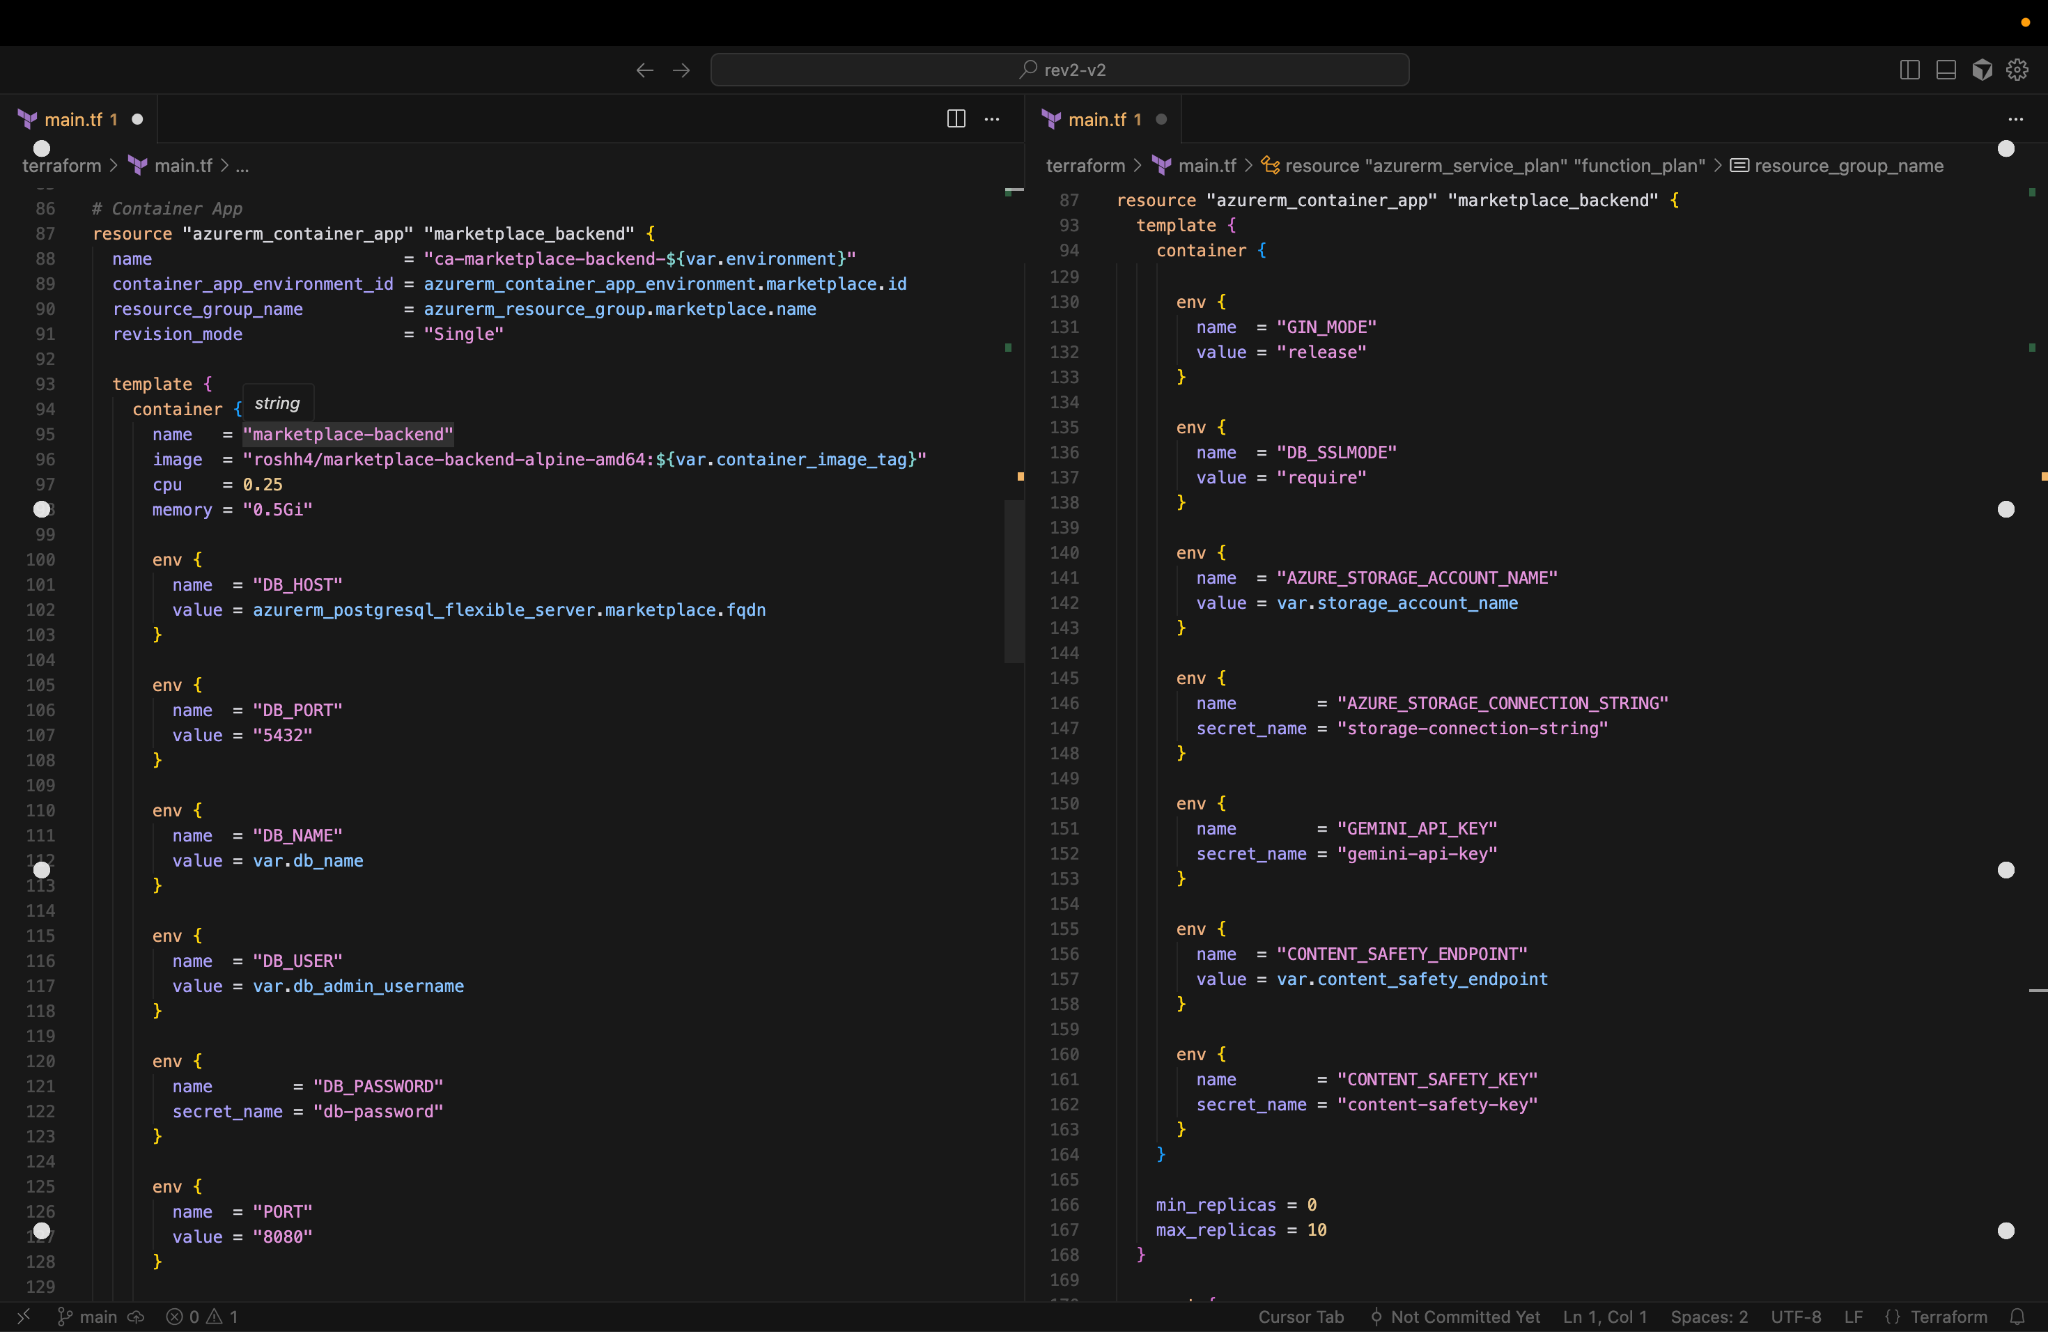 rev2-v2
main.tf 1
terraform > main.tf > ...
86 # Container App
87 resource "azurerm_container_app" "marketplace_backend" {
88 name = "ca-marketplace-backend-${var.environment}"
89 container_app_environment_id = azurerm_container_app_environment.marketplace.id
90 resource_group_name = azurerm_resource_group.marketplace.name
91 revision_mode = "Single"
92
93 template {
94 container {
string
95 name = "marketplace-backend"
96 image = "roshh4/marketplace-backend-alpine-amd64:${var.container_image_tag}"
97 cpu = 0.25
memory = "0.5Gi"
99
100 env {
101 name = "DB_HOST"
102 value = azurerm_postgresql_flexible_server.marketplace.fqdn
103 }
104
105 env {
106 name = "DB_PORT"
107 value = "5432"
108 }
109
110 env {
111 name = "DB_NAME"
112 value = var.db_name
113 }
114
115 env {
116 name = "DB_USER"
117 value = var.db_admin_username
118 }
119
120 env {
121 name = "DB_PASSWORD"
122 secret_name = "db-password"
123 }
124
125 env {
126 name = "PORT"
127 value = "8080"
128 }
129
main.tf 1
terraform > main.tf > resource "azurerm_service_plan" "function_plan" > resource_group_name
87 resource "azurerm_container_app" "marketplace_backend" {
93 template {
94 container {
129
130 env {
131 name = "GIN_MODE"
132 value = "release"
133 }
134
135 env {
136 name = "DB_SSLMODE"
137 value = "require"
138 }
139
140 env {
141 name = "AZURE_STORAGE_ACCOUNT_NAME"
142 value = var.storage_account_name
143 }
144
145 env {
146 name = "AZURE_STORAGE_CONNECTION_STRING"
147 secret_name = "storage-connection-string"
148 }
149
150 env {
151 name = "GEMINI_API_KEY"
152 secret_name = "gemini-api-key"
153 }
154
155 env {
156 name = "CONTENT_SAFETY_ENDPOINT"
157 value = var.content_safety_endpoint
158 }
159
160 env {
161 name = "CONTENT_SAFETY_KEY"
162 secret_name = "content-safety-key"
163 }
164 }
165
166 min_replicas = 0
167 max_replicas = 10
168 }
169
main 0 1 Cursor Tab Not Committed Yet Ln 1, Col 1 Spaces: 2 UTF-8 LF {} Terraform